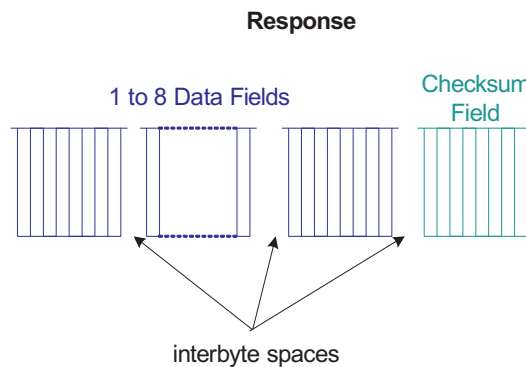 Response
1 to 8 Data Fields
Checksum
Field
interbyte spaces